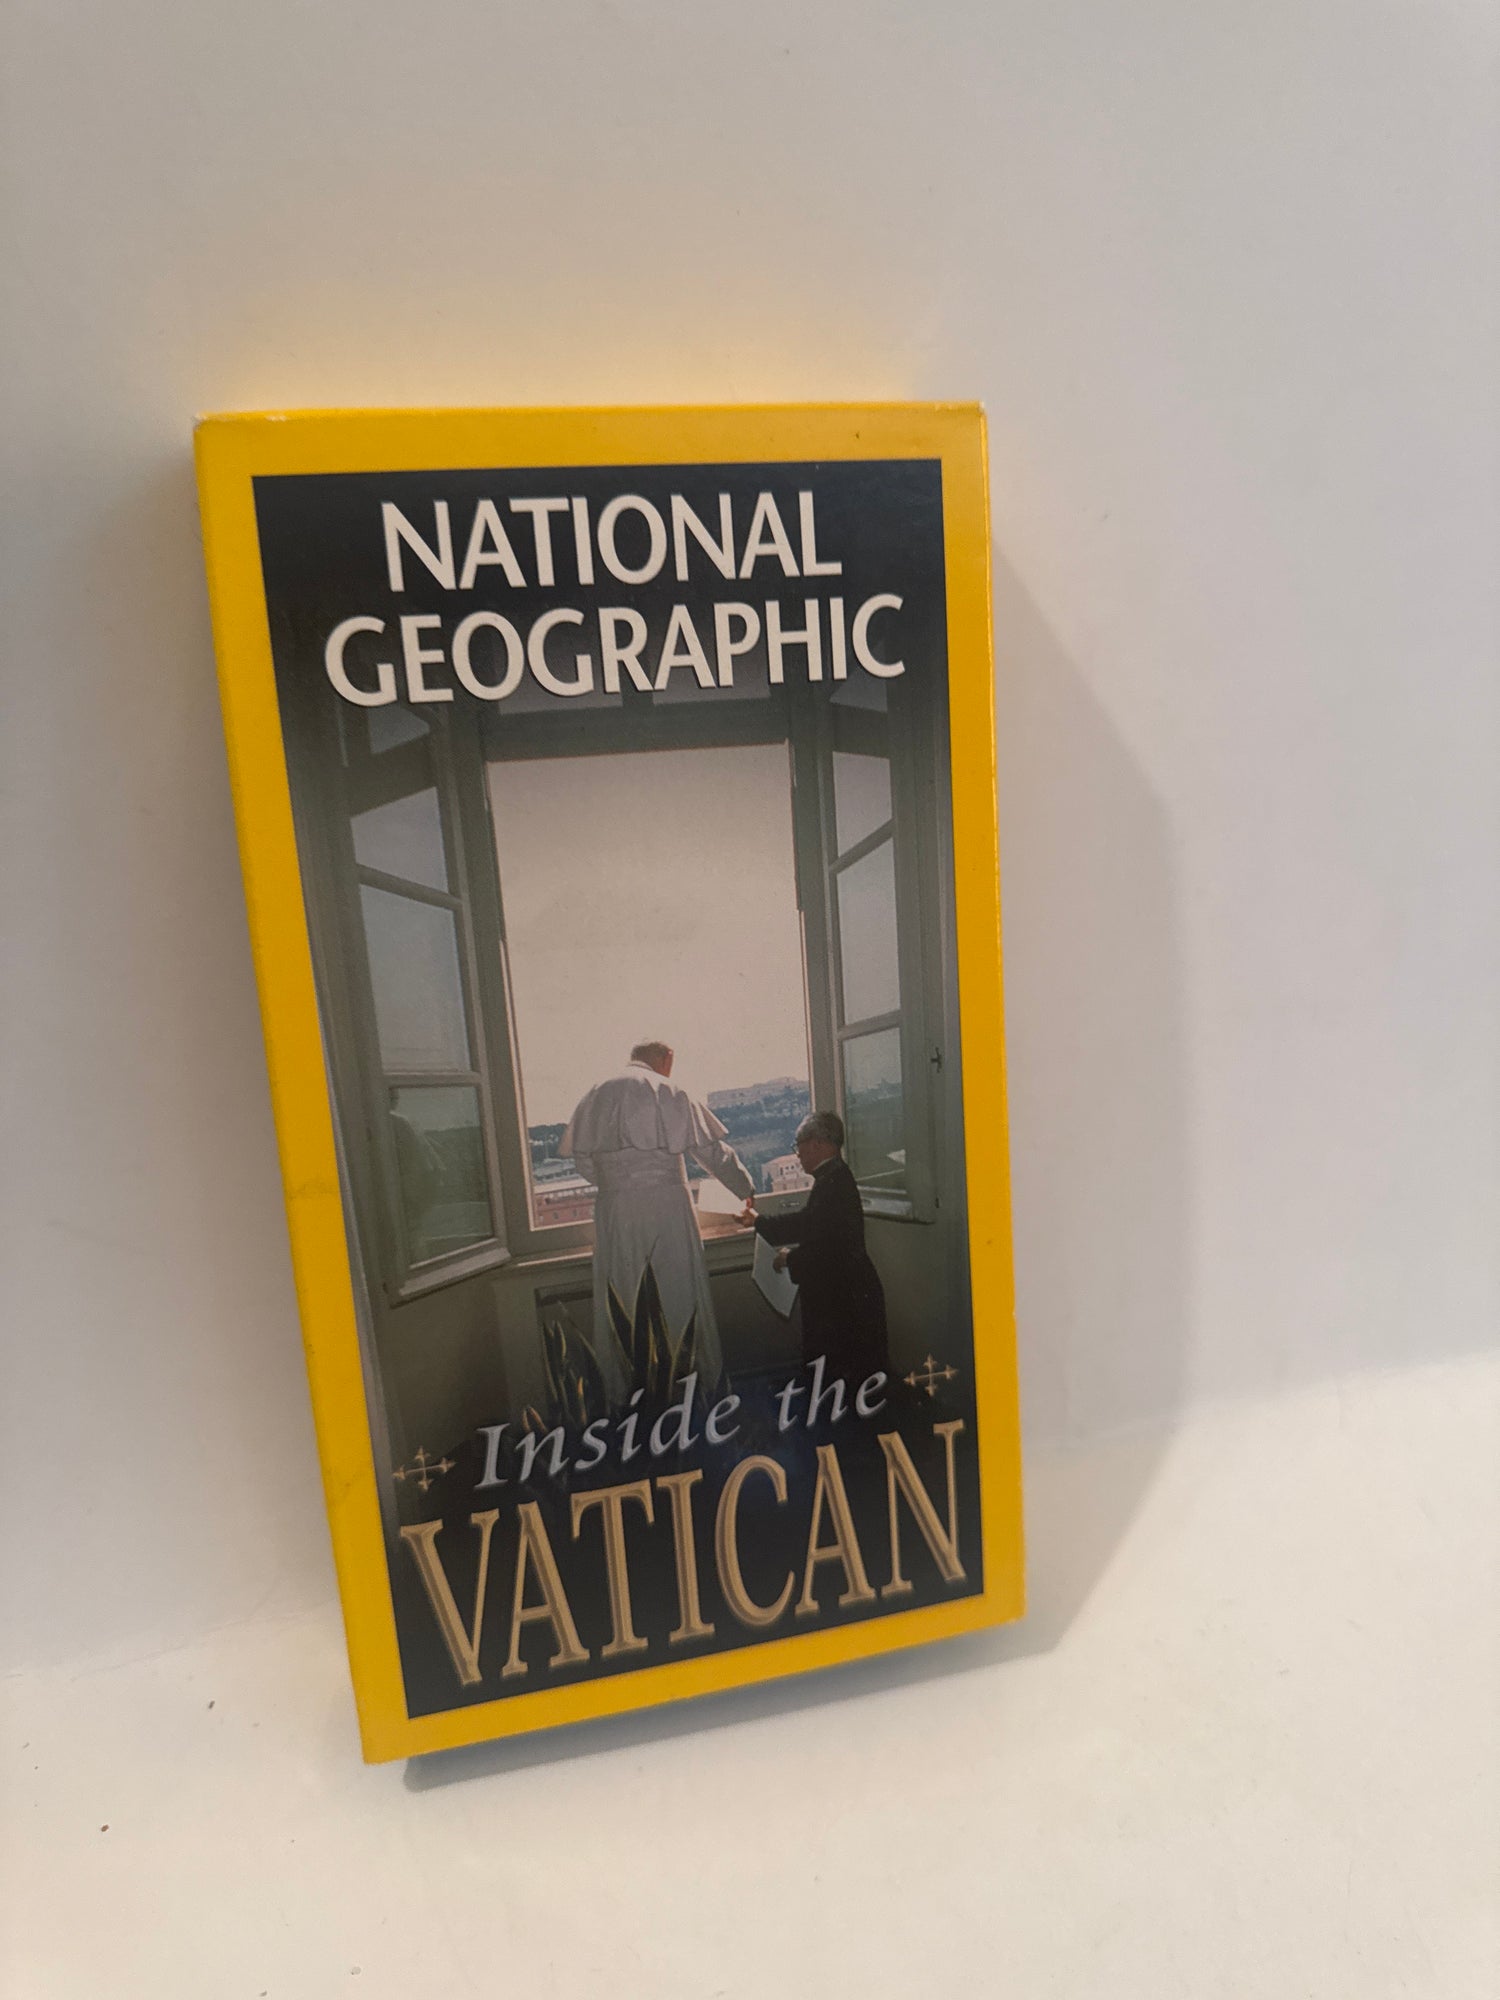 NATIONAL
GEOGRAPHIC
Inside the
VATICAN